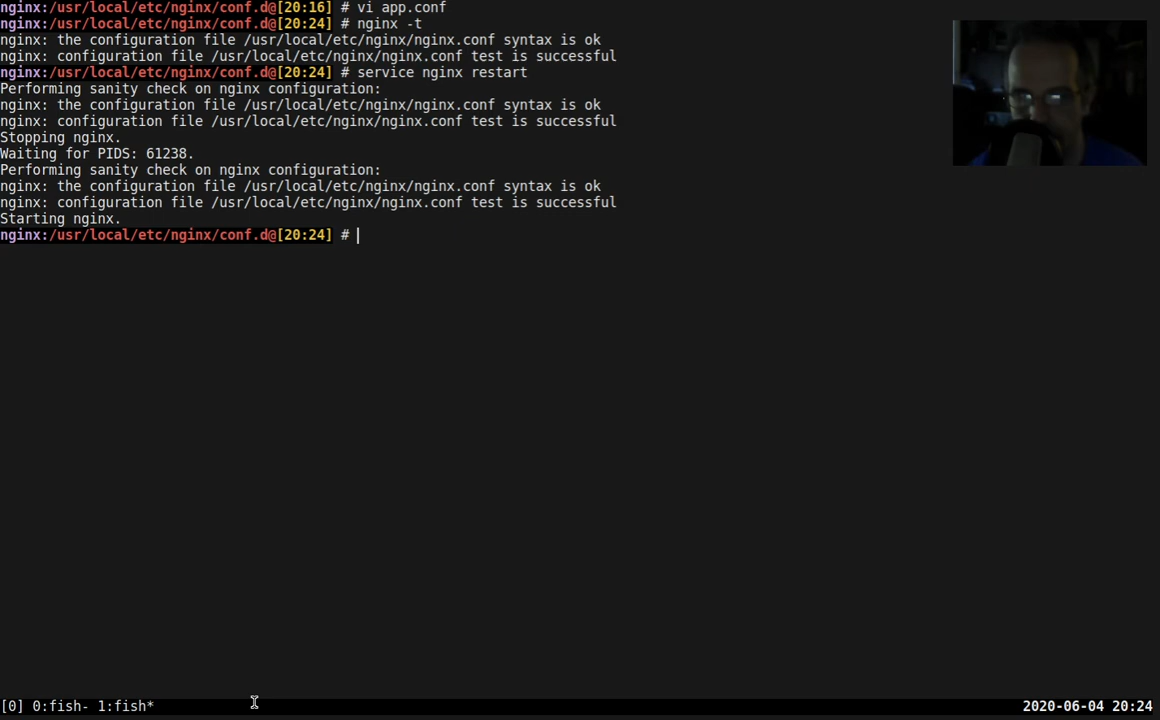 nginx:/usr/local/etc/nginx/conf.d@[20:16] # vi app.conf
nginx:/usr/local/etc/nginx/conf.d@[20:24] # nginx -t
nginx: the configuration file /usr/local/etc/nginx/nginx.conf syntax is ok
nginx: configuration file /usr/local/etc/nginx/nginx.conf test is successful
nginx:/usr/local/etc/nginx/conf.d@[20:24] # service nginx restart
Performing sanity check on nginx configuration:
nginx: the configuration file /usr/local/etc/nginx/nginx.conf syntax is ok
nginx: configuration file /usr/local/etc/nginx/nginx.conf test is successful
Stopping nginx.
Waiting for PIDS: 61238.
Performing sanity check on nginx configuration:
nginx: the configuration file /usr/local/etc/nginx/nginx.conf syntax is ok
nginx: configuration file /usr/local/etc/nginx/nginx.conf test is successful
Starting nginx.
nginx:/usr/local/etc/nginx/conf.d@[20:24] #
[0] 0:fish- 1:fish* 2020-06-04 20:24